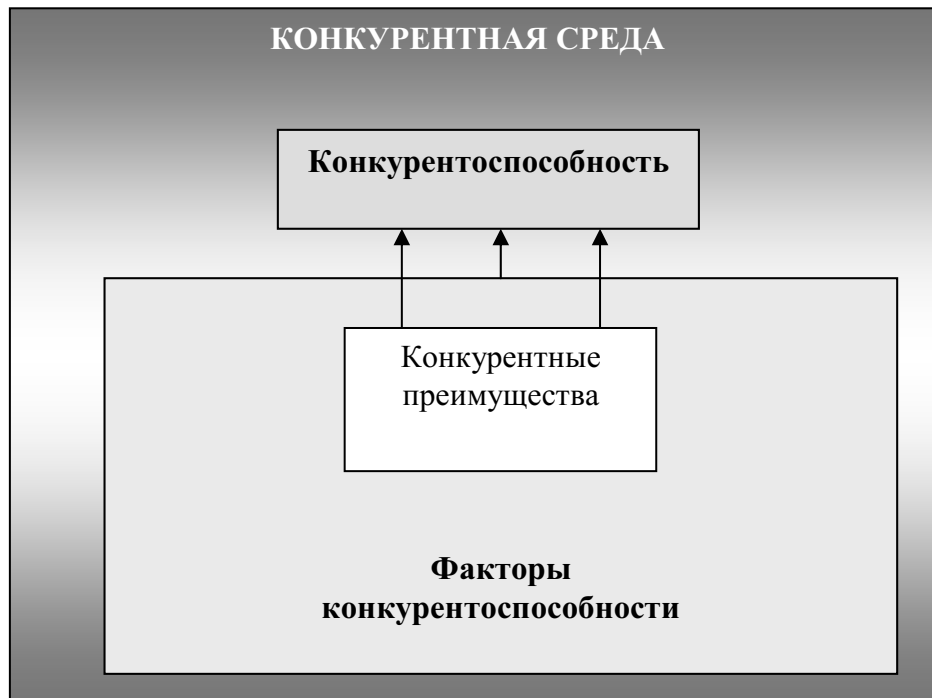 КОНКУРЕНТНАЯ СРЕДА
Конкурентоспособность
Конкурентные
преимущества
Факторы
конкурентоспособности